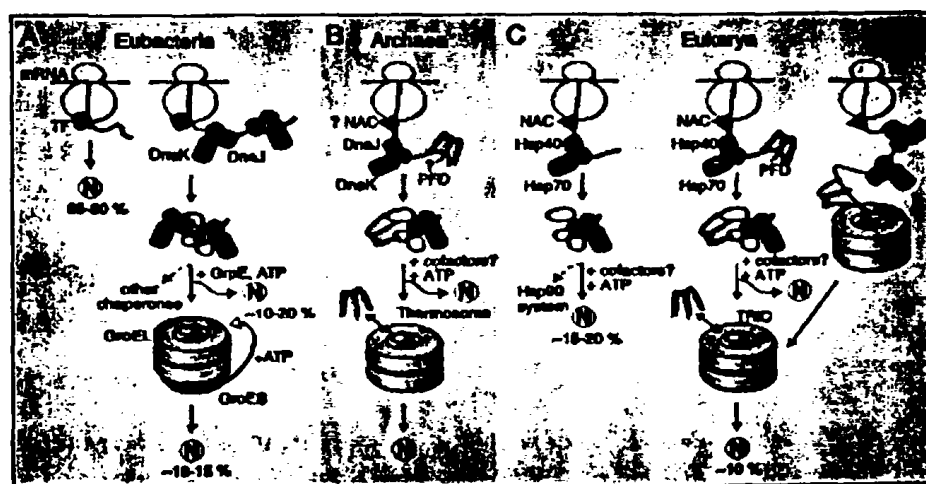 A Eubacteria
mRNA
TF
DnaK
DnaJ
N
other
chaperones
+ GrpE, ATP
N
~10-20 %
GroEL
+ATP
GroES
N
B Archaea
? NAC
DnaJ
DnaK
PFD
+ cofactors?
+ ATP
N
Thermosome
N
C Eukarya
NAC
Hsp40
Hsp70
+ cofactors?
+ ATP
Hsp90
system
N
~15-20 %
NAC
Hsp40
Hsp70
PFD
+ cofactors?
+ ATP
N
TRiC
N
~10 %